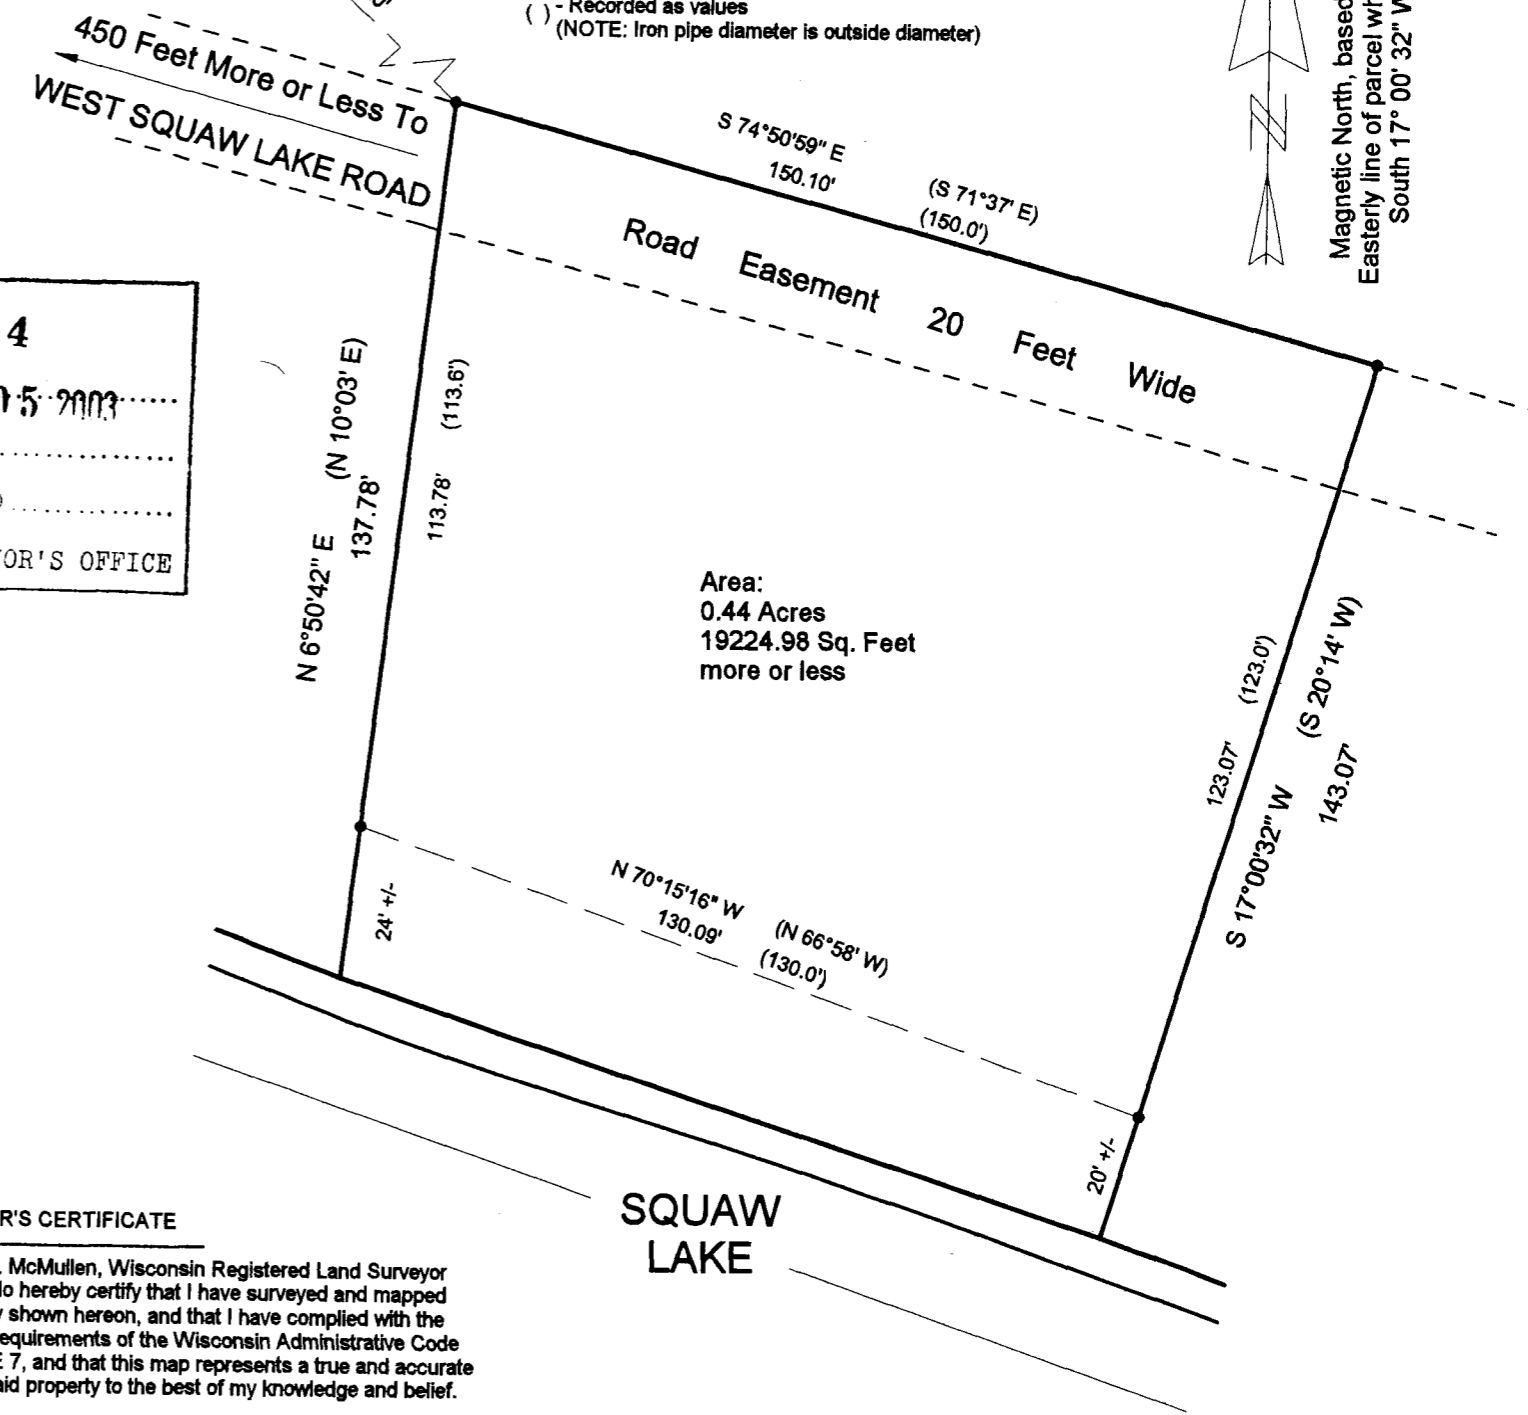 ( ) - Recorded as values
(NOTE: Iron pipe diameter is outside diameter)
450 Feet More or Less To
WEST SQUAW LAKE ROAD
S 74°50'59" E
150.10'
(S 71°37' E)
(150.0')
N
Magnetic North, based
Easterly line of parcel
South 17° 00' 32" W
Road Easement 20 Feet Wide
4
5 2003
OR'S OFFICE
N 6°50'42" E (N 10°03' E)
137.78'
113.78' (113.6')
Area:
0.44 Acres
19224.98 Sq. Feet
more or less
123.07' (123.0')
S 17°00'32" W (S 20°14' W)
143.07'
N 70°15'16" W (N 66°58' W)
130.09' (130.0')
24' +/-
20' +/-
SQUAW
LAKE
R'S CERTIFICATE
McMullen, Wisconsin Registered Land Surveyor
do hereby certify that I have surveyed and mapped
shown hereon, and that I have complied with the
requirements of the Wisconsin Administrative Code
E 7, and that this map represents a true and accurate
aid property to the best of my knowledge and belief.